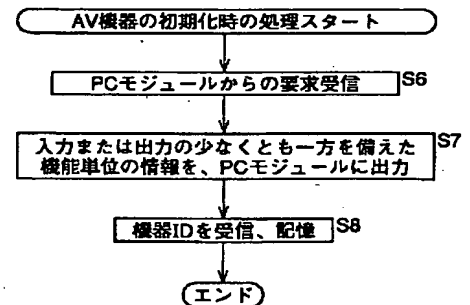 AV機器の初期化時の処理スタート
PCモジュールからの要求受信
S6
入力または出力の少なくとも一方を備えた
機能単位の情報を、PCモジュールに出力
S7
機器IDを受信、記憶
S8
エンド